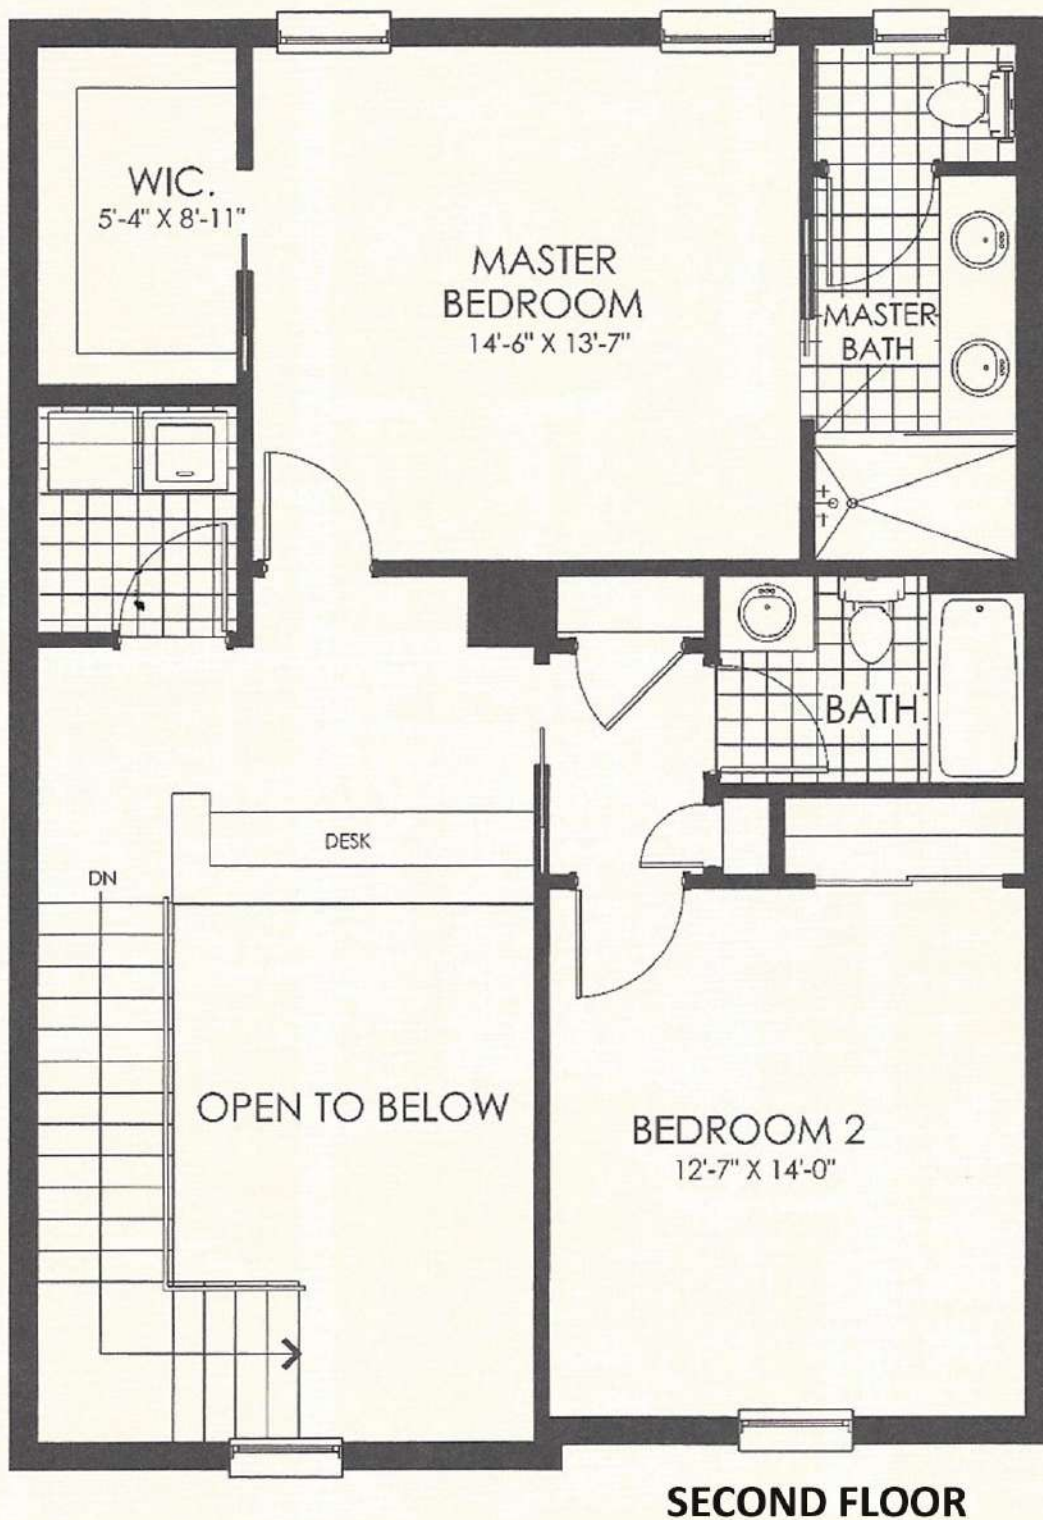 WIC.
5'-4" X 8'-11"
MASTER
BEDROOM
14'-6" X 13'-7"
MASTER
BATH
BATH
DESK
DN
OPEN TO BELOW
BEDROOM 2
12'-7" X 14'-0"
SECOND FLOOR